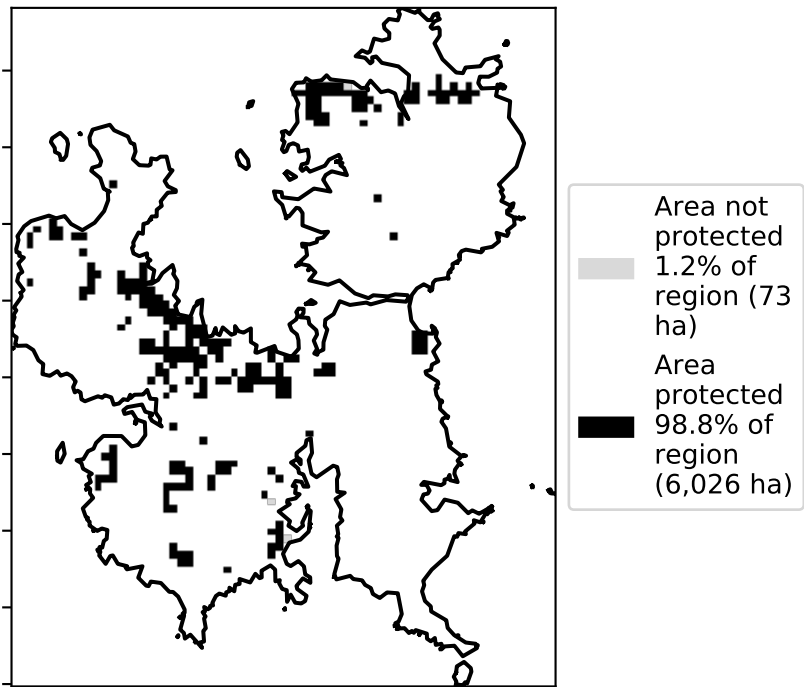 Area not
protected
1.2% of
region (73
ha)
Area
protected
98.8% of
region
(6,026 ha)